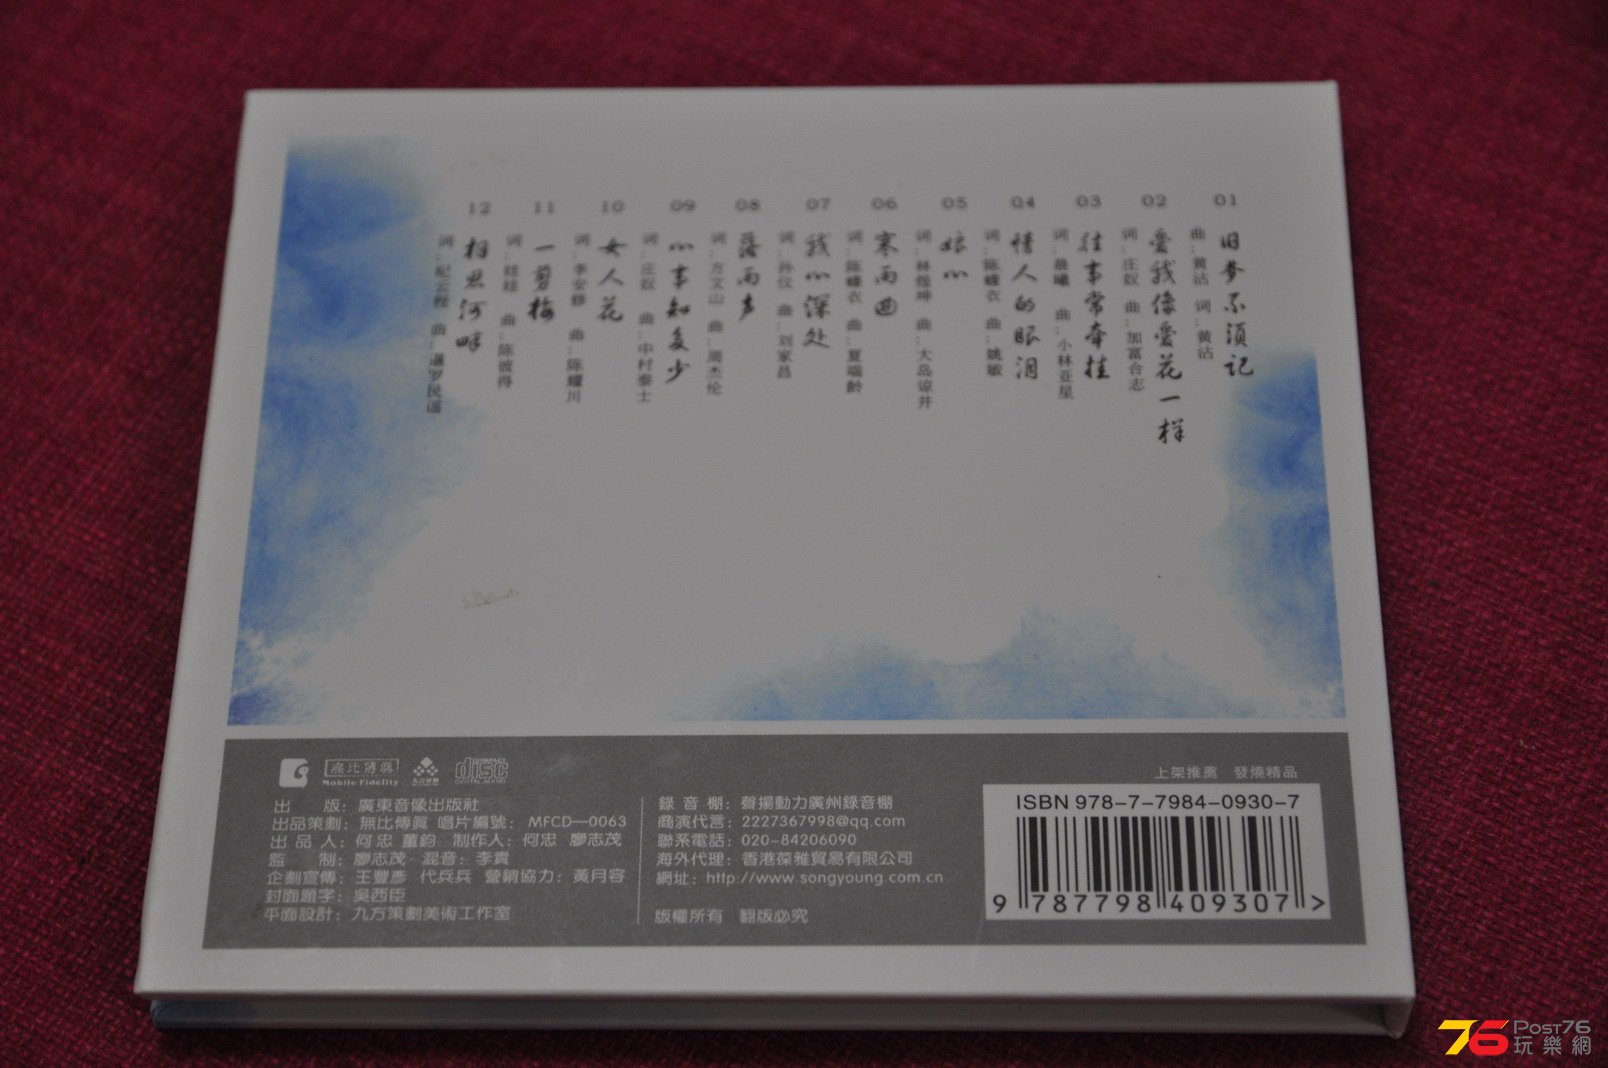 01
旧梦不须记
曲：黄沾 词：黄沾
02
爱我像爱花一样
词：庄奴 曲：加富合志
03
往事常牵挂
词：晨曦 曲：小林亚星
04
情人的眼泪
词：陈蝶衣 曲：姚敏
05
娘心
词：林煌坤 曲：大岛谅井
06
寒雨曲
词：陈蝶衣 曲：夏端龄
07
我心深处
词：孙仪 曲：刘家昌
08
落雨声
词：方文山 曲：周杰伦
09
心事知多少
词：庄奴 曲：中村泰士
10
女人花
词：李安修 曲：陈耀川
11
一剪梅
词：娃娃 曲：陈彼得
12
相思河畔
词：纪云程 曲：暹罗民谣
無比傳真
Mobile Fidelity
COMPACT
disc
DIGITAL AUDIO
上架推薦 發燒精品
出 版：廣東音像出版社
出品策劃：無比傳真 唱片編號：MFCD—0063
出 品 人：何忠 董鈞 制作人：何忠 廖志茂
監 制：廖志茂 混音：李貴
企劃宣傳：王豐彥 代兵兵 營銷協力：黃月容
封面題字：吳西臣
平面設計：九方策劃美術工作室
錄 音 棚：聲揚動力廣州錄音棚
商演代言：2227367998@qq.com
聯系電話：020-84206090
海外代理：香港葆雅貿易有限公司
網址：http://www.songyoung.com.cn
版權所有 翻版必究
ISBN 978-7-7984-0930-7
9 787798 409307 >
76 Post76
玩樂網